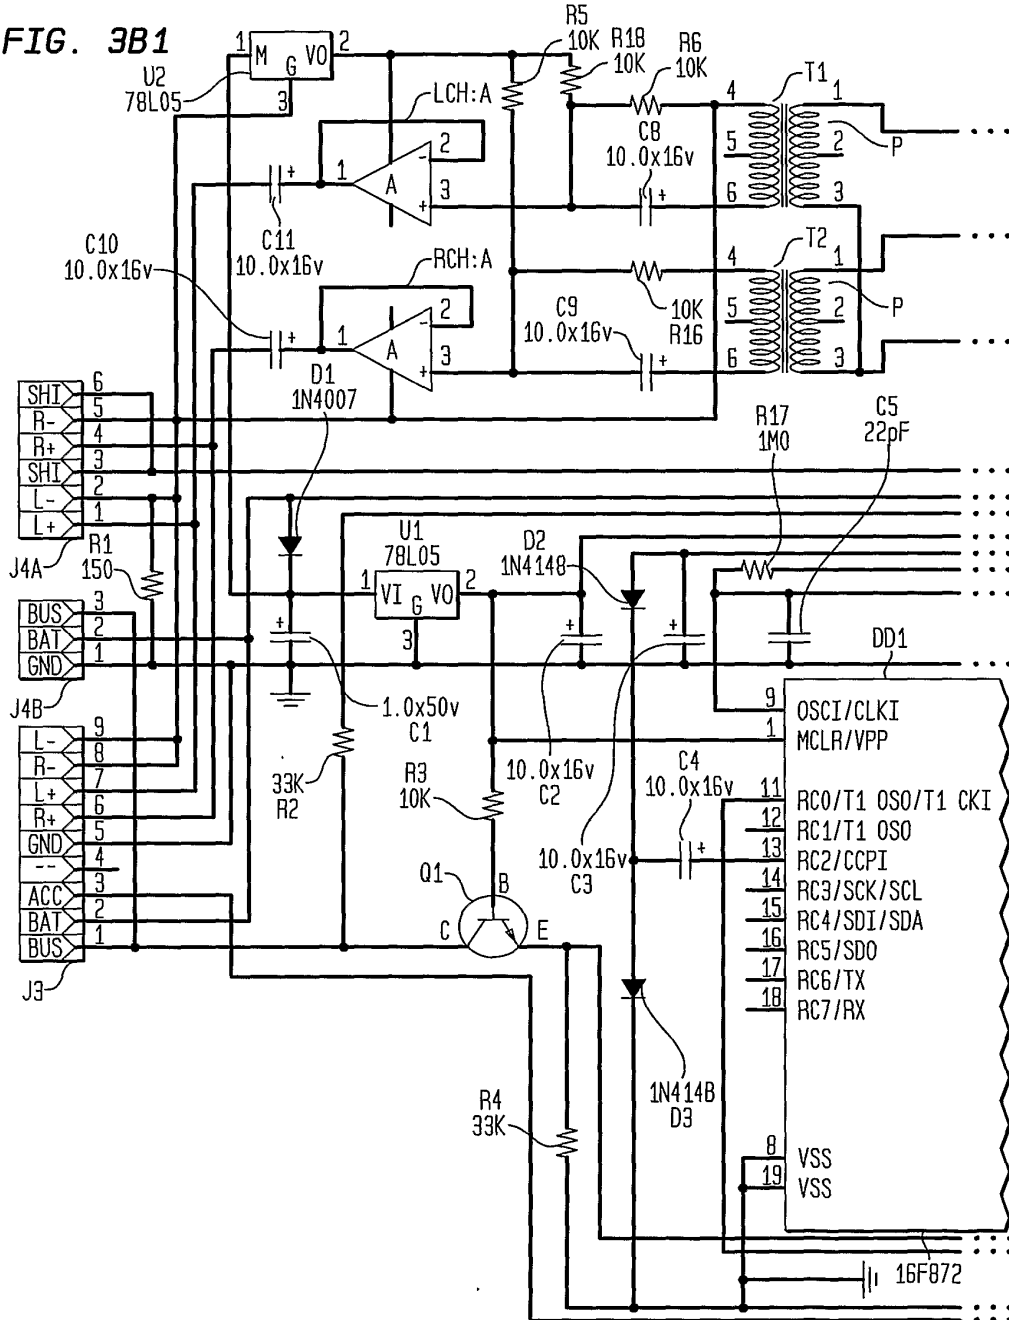 FIG. 3B1
1 M VO 2
G
3
U2
78L05
R5
10K
R18
10K
R6
10K
T1
4 1
5 2
6 3
P
LCH:A
C8
10.0x16v
+
2
-
1 A
3
+
+
C11
10.0x16v
C10
10.0x16v
RCH:A
T2
4 1
5 2
6 3
P
10K
R16
C9
10.0x16v
+
2
-
1 A
3
+
+
D1
1N4007
SHI 6
R- 5
R+ 4
SHI 3
L- 2
L+ 1
J4A
R1
150
R17
1M0
C5
22pF
U1
78L05
1 VI VO 2
G
3
D2
1N4148
BUS 3
BAT 2
GND 1
J4B
+
1.0x50v
C1
+
10.0x16v
C2
+
10.0x16v
C3
L- 9
R- 8
L+ 7
R+ 6
GND 5
-- 4
ACC 3
BAT 2
BUS 1
J3
33K
R2
R3
10K
C4
10.0x16v
+
Q1
B
C E
DD1
9 OSCI/CLKI
1 MCLR/VPP
11 RC0/T1 OSO/T1 CKI
12 RC1/T1 OSO
13 RC2/CCPI
14 RC3/SCK/SCL
15 RC4/SDI/SDA
16 RC5/SDO
17 RC6/TX
18 RC7/RX
1N414B
D3
R4
33K
8 VSS
19 VSS
16F872